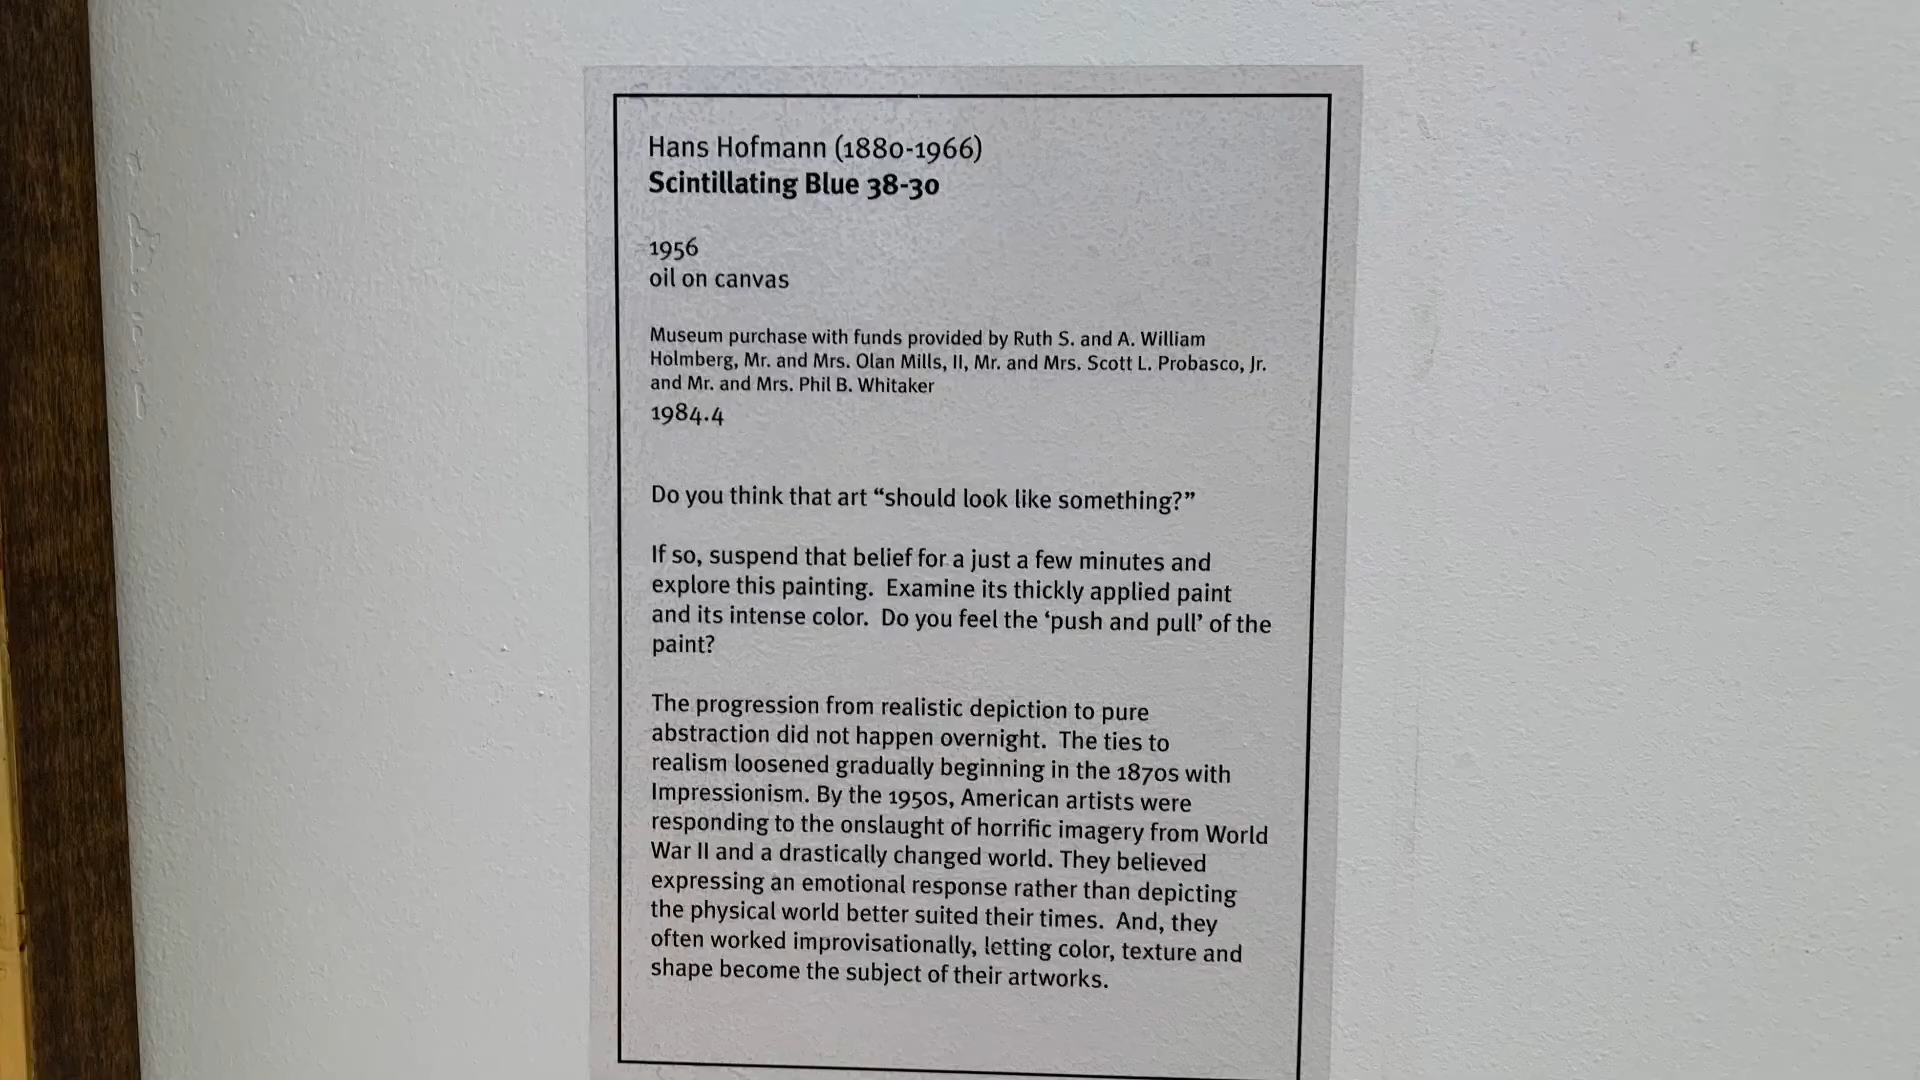 Hans Hofmann (1880-1966)
Scintillating Blue 38-30
1956
oil on canvas
Museum purchase with funds provided by Ruth S. and A. William
Holmberg, Mr. and Mrs. Olan Mills, II, Mr. and Mrs. Scott L. Probasco, Jr.
and Mr. and Mrs. Phil B. Whitaker
1984.4
Do you think that art “should look like something?”
If so, suspend that belief for a just a few minutes and
explore this painting.  Examine its thickly applied paint
and its intense color.  Do you feel the ‘push and pull’ of the
paint?
The progression from realistic depiction to pure
abstraction did not happen overnight.  The ties to
realism loosened gradually beginning in the 1870s with
Impressionism. By the 1950s, American artists were
responding to the onslaught of horrific imagery from World
War II and a drastically changed world. They believed
expressing an emotional response rather than depicting
the physical world better suited their times.  And, they
often worked improvisationally, letting color, texture and
shape become the subject of their artworks.